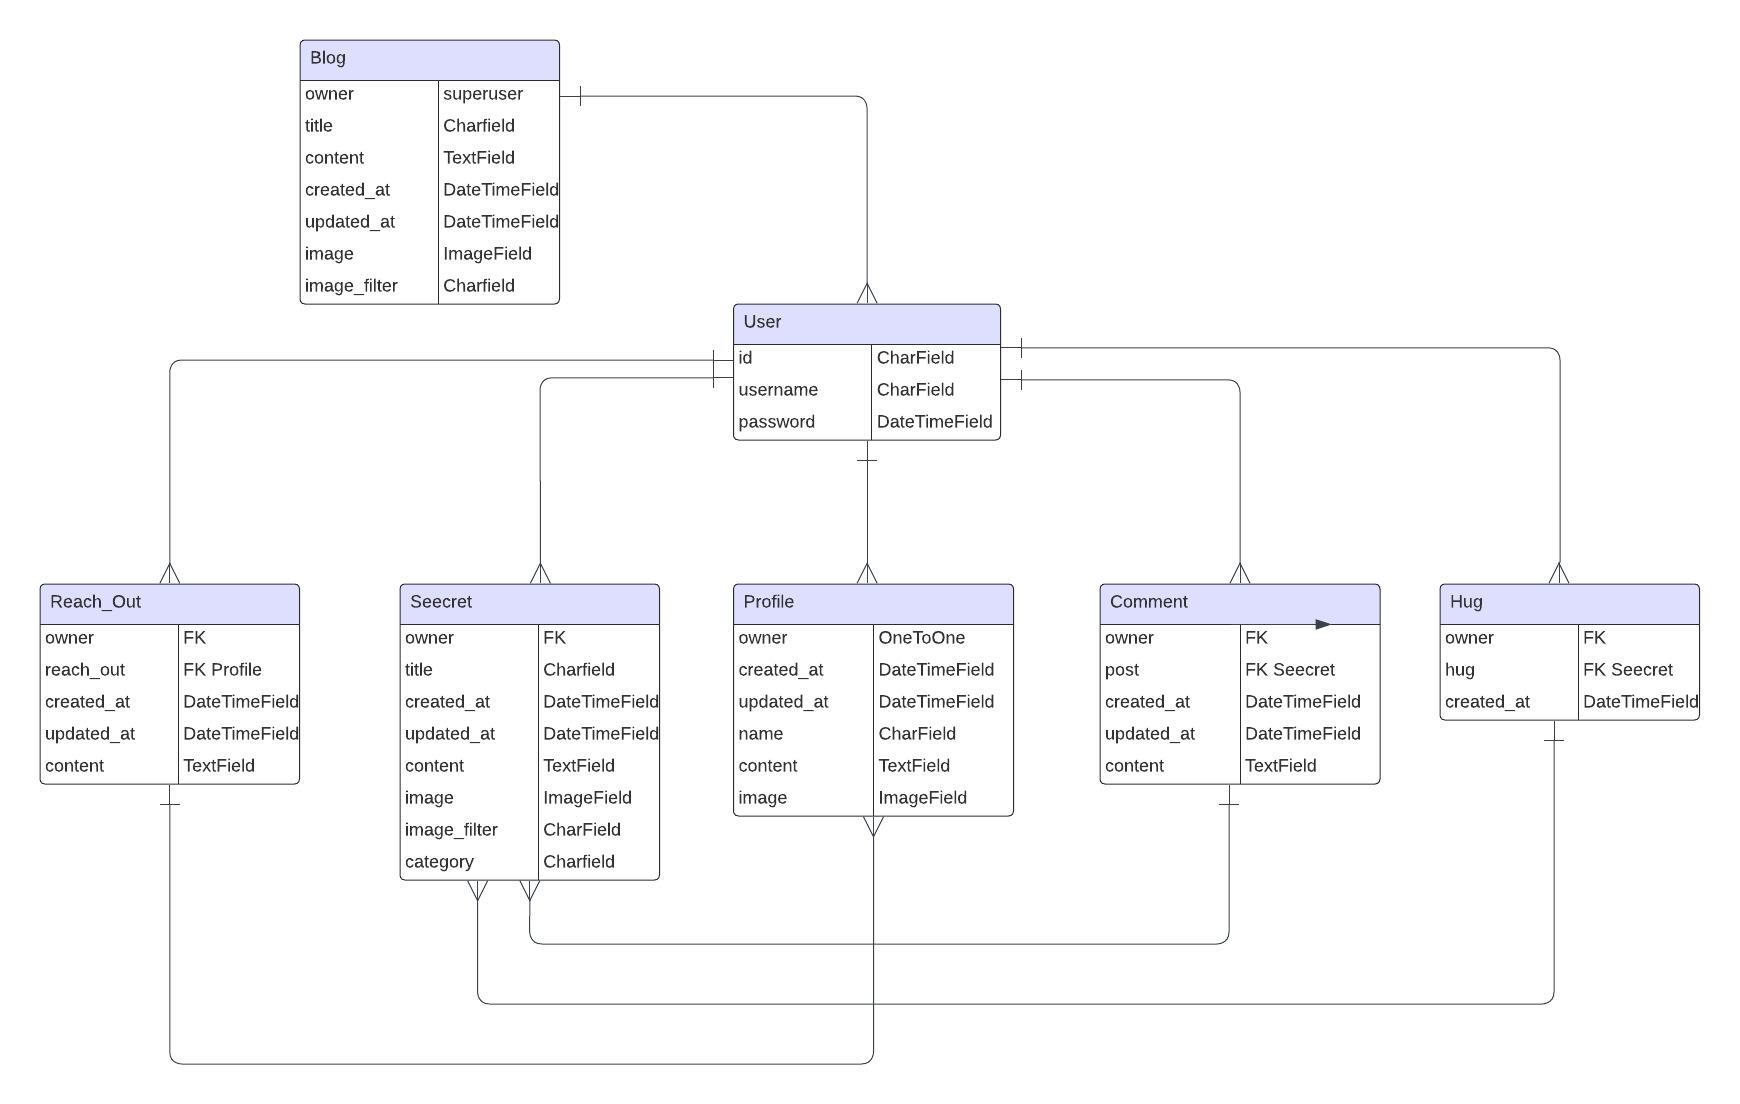 Blog
owner superuser
title Charfield
content TextField
created_at DateTimeField
updated_at DateTimeField
image ImageField
image_filter Charfield
User
id CharField
username CharField
password DateTimeField
Reach_Out
owner FK
reach_out FK Profile
created_at DateTimeField
updated_at DateTimeField
content TextField
Seecret
owner FK
title Charfield
created_at DateTimeField
updated_at DateTimeField
content TextField
image ImageField
image_filter CharField
category Charfield
Profile
owner OneToOne
created_at DateTimeField
updated_at DateTimeField
name CharField
content TextField
image ImageField
Comment
owner FK
post FK Seecret
created_at DateTimeField
updated_at DateTimeField
content TextField
Hug
owner FK
hug FK Seecret
created_at DateTimeField